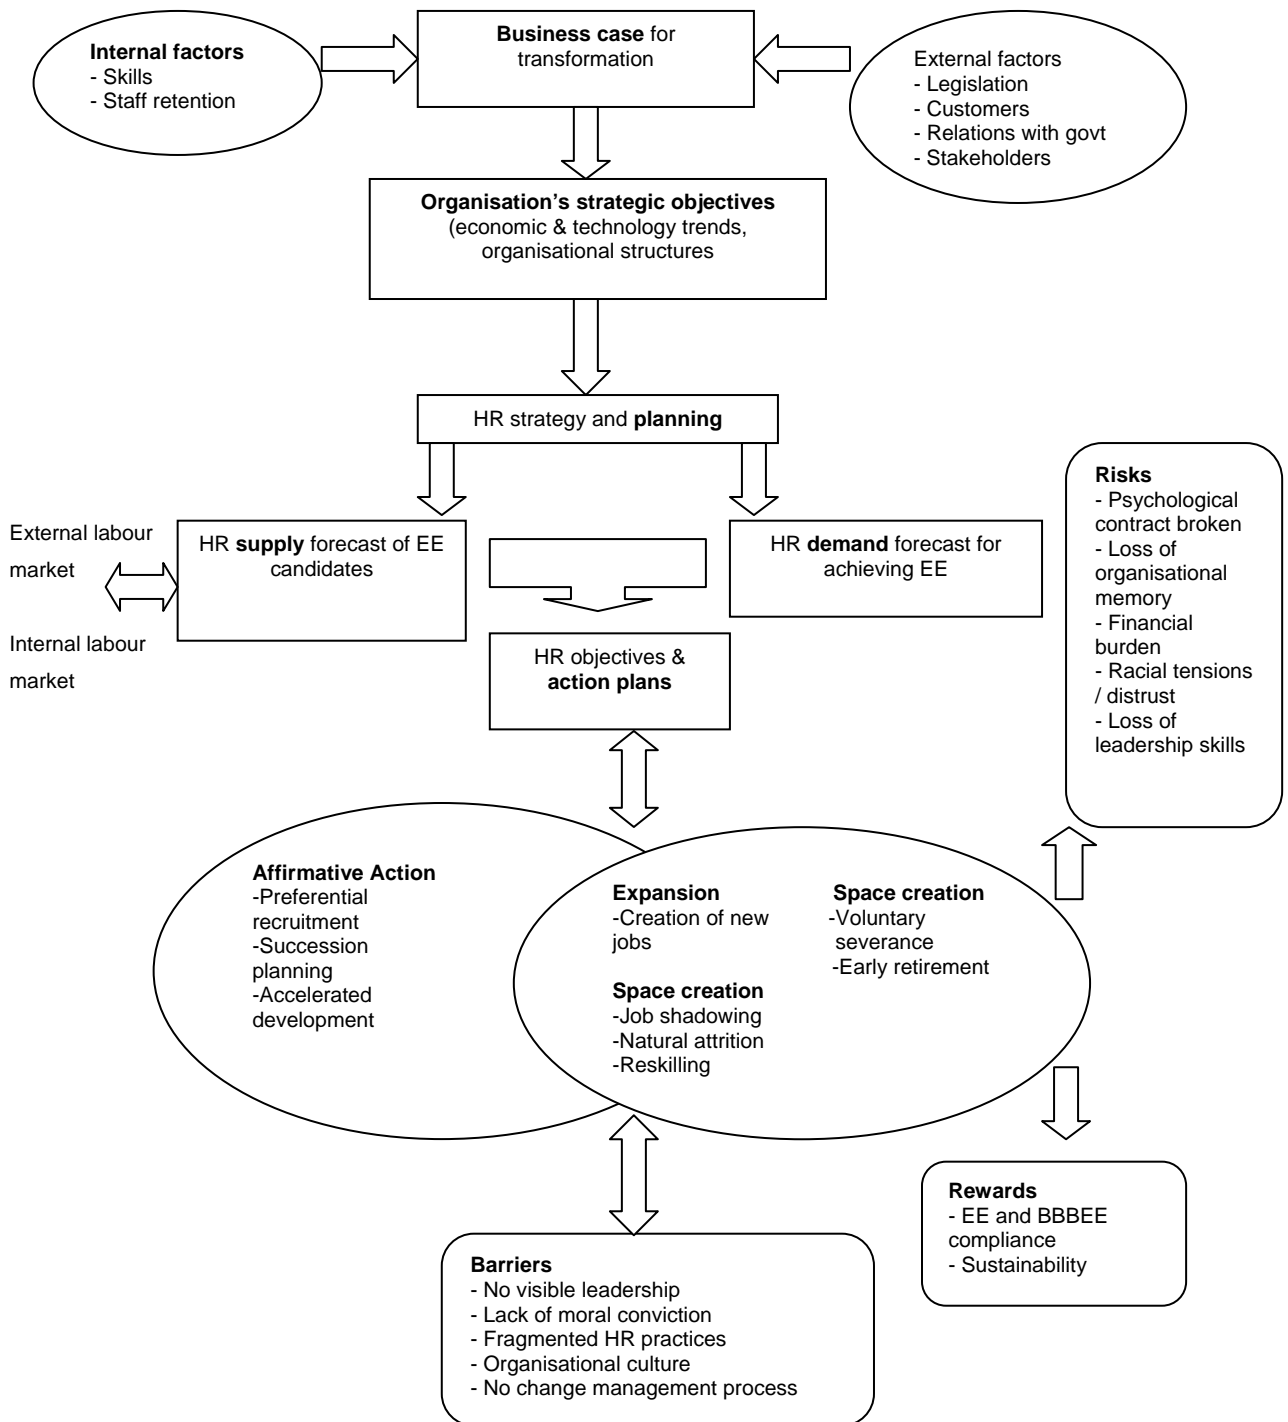 Internal factors
- Skills
- Staff retention
Business case for
transformation
External factors
- Legislation
- Customers
- Relations with govt
- Stakeholders
Organisation's strategic objectives
(economic & technology trends,
organisational structures
HR strategy and planning
External labour
market
Internal labour
market
HR supply forecast of EE
candidates
HR demand forecast for
achieving EE
HR objectives &
action plans
Risks
- Psychological
contract broken
- Loss of
organisational
memory
- Financial
burden
- Racial tensions
/ distrust
- Loss of
leadership skills
Affirmative Action
-Preferential
recruitment
-Succession
planning
-Accelerated
development
Expansion
-Creation of new
jobs
Space creation
-Job shadowing
-Natural attrition
-Reskilling
Space creation
-Voluntary
severance
-Early retirement
Rewards
- EE and BBBEE
compliance
- Sustainability
Barriers
- No visible leadership
- Lack of moral conviction
- Fragmented HR practices
- Organisational culture
- No change management process